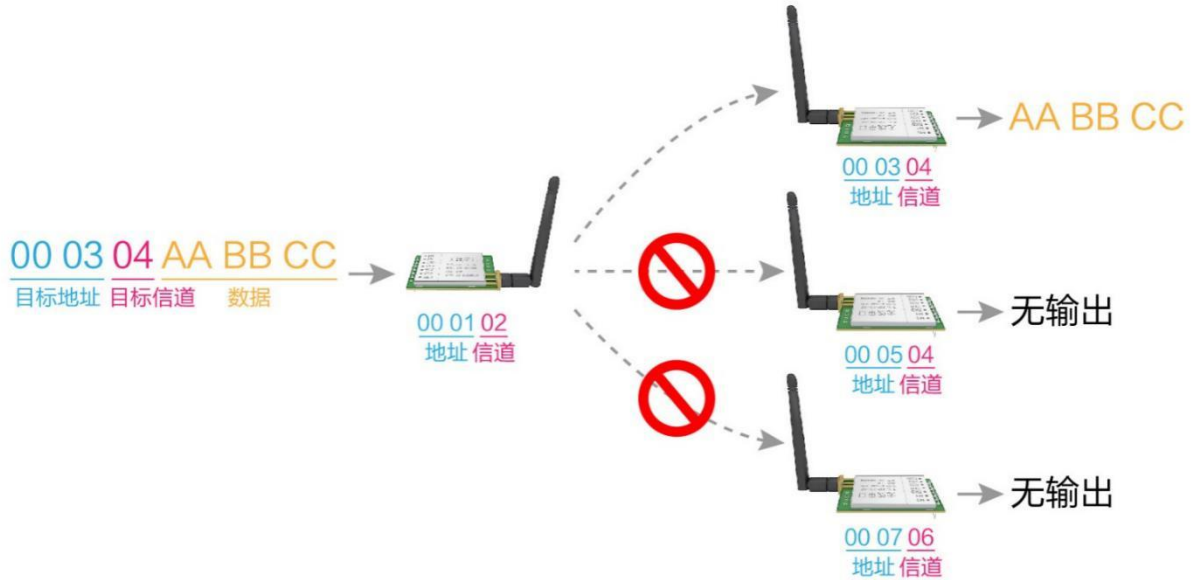 00 03 04 AA BB CC
目标地址 目标信道 数据
00 01 02
地址 信道
AA BB CC
00 03 04
地址 信道
无输出
00 05 04
地址 信道
无输出
00 07 06
地址 信道